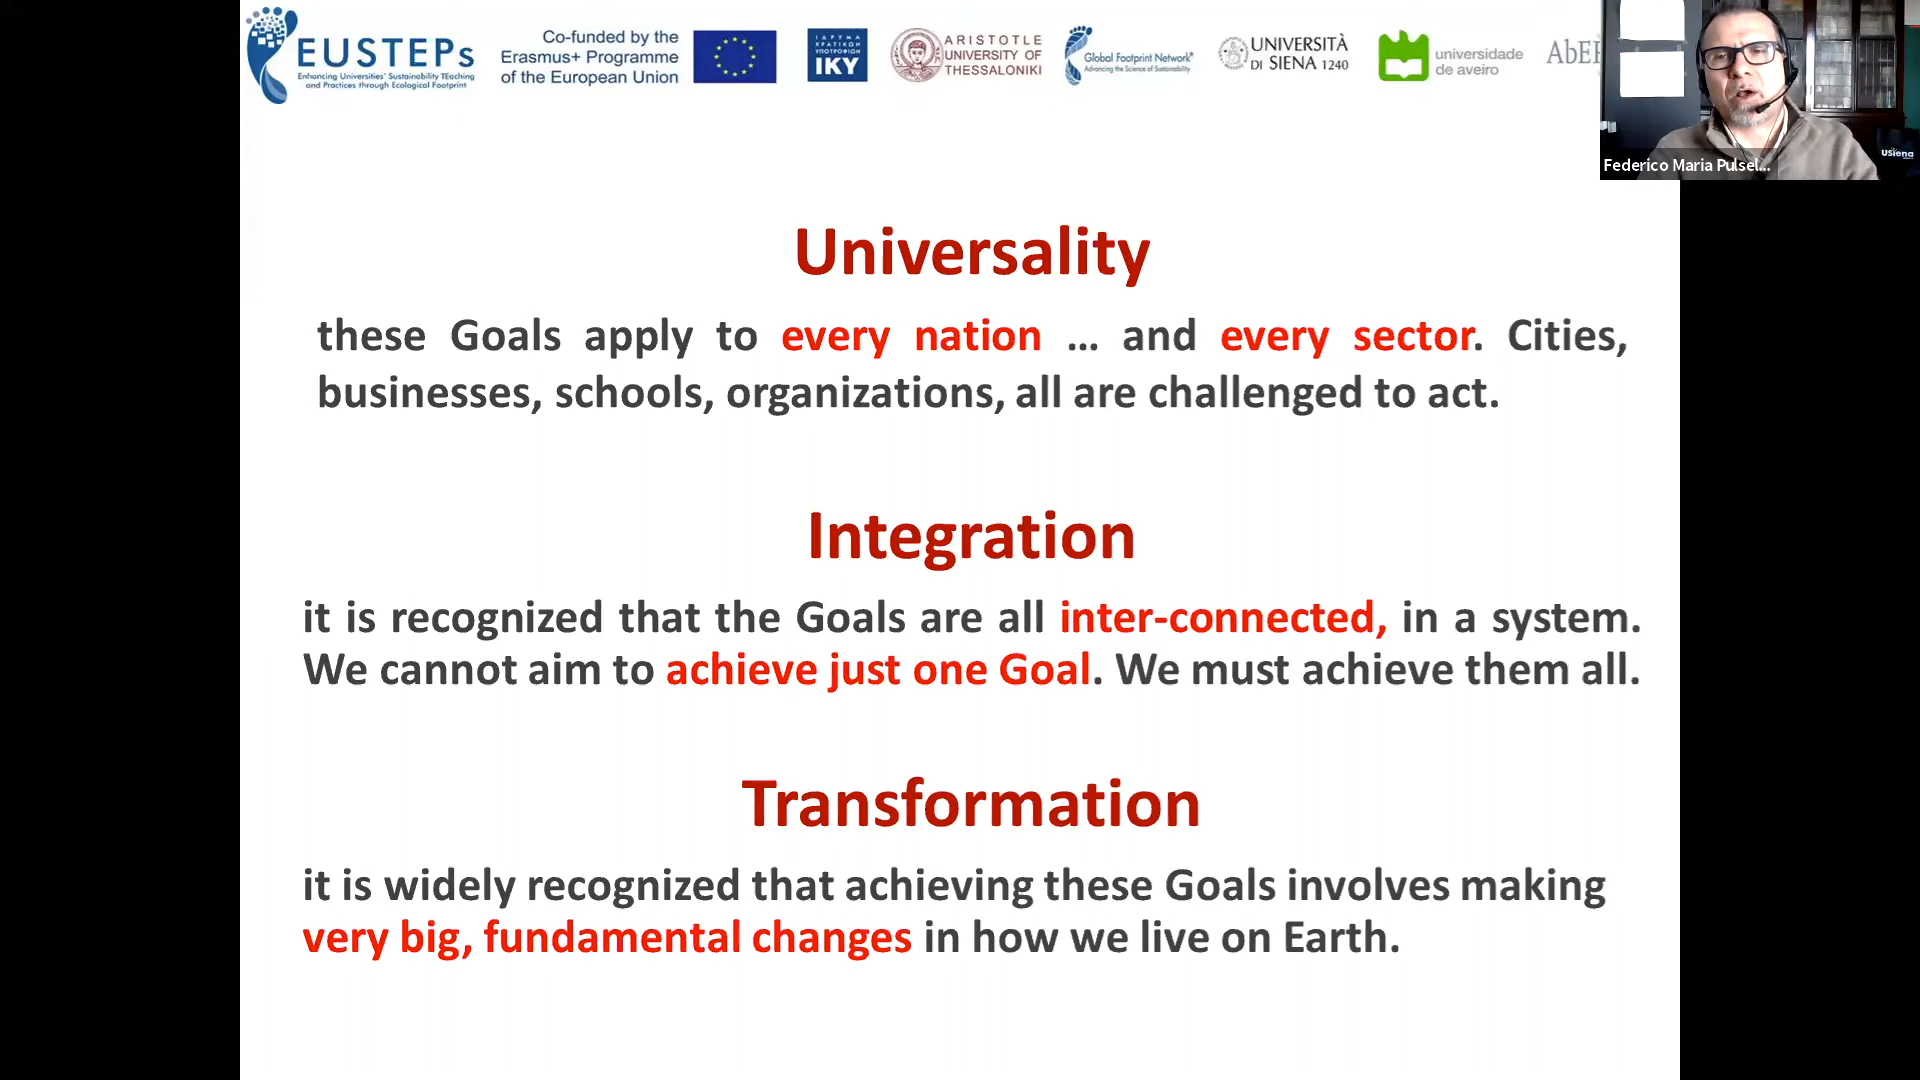 EUSTEPs
Enhancing Universities' Sustainability TEaching
and Practices through Ecological Footprint
Co-funded by the
Erasmus+ Programme
of the European Union
ΙΔΡΥΜΑ
ΚΡΑΤΙΚΩΝ
ΥΠΟΤΡΟΦΙΩΝ
IKY
ARISTOTLE
UNIVERSITY OF
THESSALONIKI
Global Footprint Network®
Advancing the Science of Sustainability
UNIVERSITÀ
DI SIENA 1240
universidade
de aveiro
Federico Maria Pulsel...
USiena
Universality
these Goals apply to every nation … and every sector. Cities,
businesses, schools, organizations, all are challenged to act.
Integration
it is recognized that the Goals are all inter-connected, in a system.
We cannot aim to achieve just one Goal. We must achieve them all.
Transformation
it is widely recognized that achieving these Goals involves making
very big, fundamental changes in how we live on Earth.